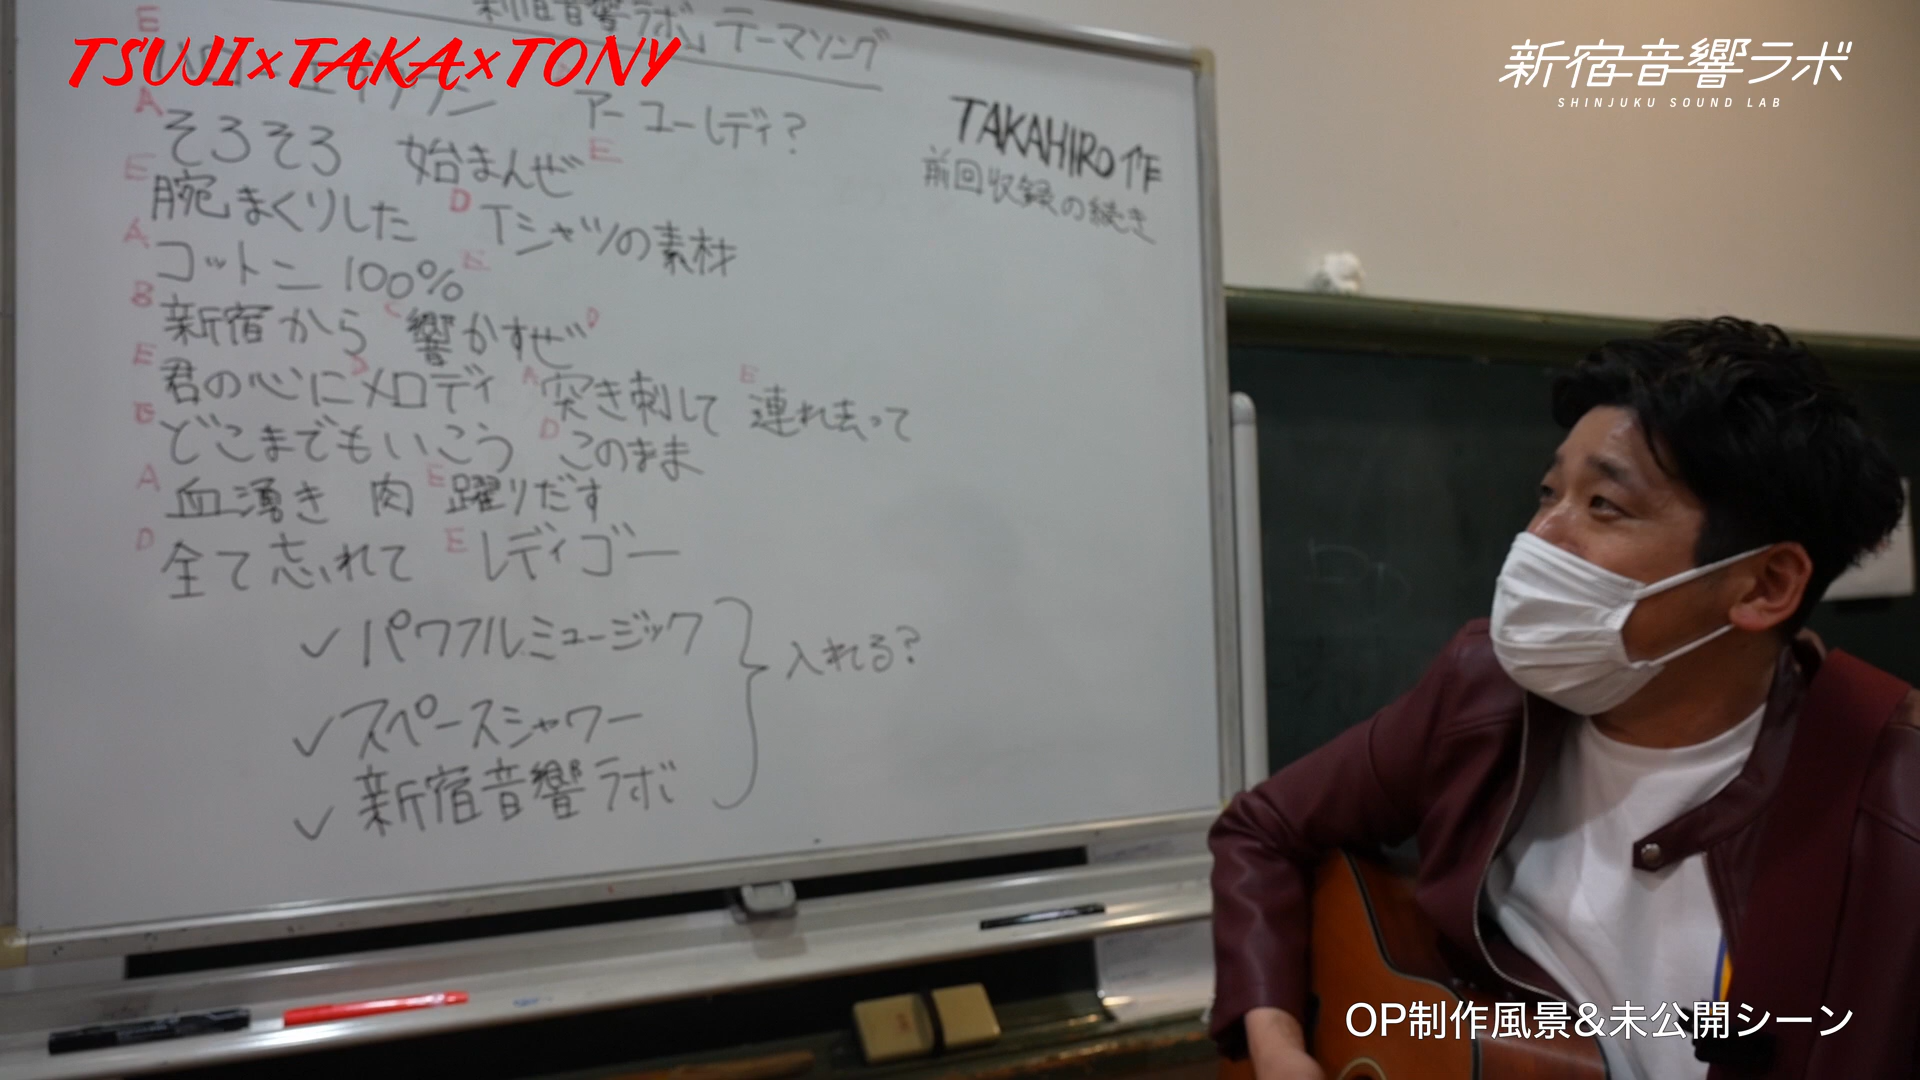 TSUJI×TAKA×TONY
新宿音響ラボ
SHINJUKU SOUND LAB
新宿音響ラボ テーマソング
E
アーユーレディ?
A
そろそろ 始まんぜ E
E
腕まくりした D Tシャツの素材
A
コットン 100% E
B C D
新宿から 響かすぜ
E D A E
君の心にメロディ 突き刺して 連れ去って
D
どこまでもいこう このまま
A E
血湧き 肉 躍りだす
D E
全て忘れて レディゴー
✓ パワフルミュージック
✓ スペースシャワー
✓ 新宿音響ラボ
入れる?
TAKAHIRO作
前回収録の続き
OP制作風景&未公開シーン